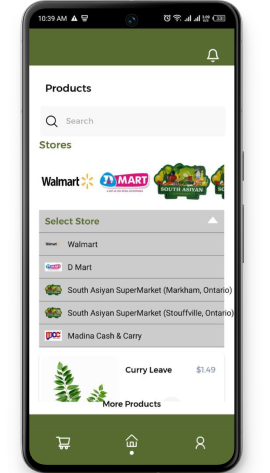 10:39 AM
Products
Search
Stores
Walmart
D MART
SOUTH ASIYAN
Select Store
Walmart
D Mart
South Asiyan SuperMarket (Markham, Ontario)
South Asiyan SuperMarket (Stouffville, Ontario)
Madina Cash & Carry
Curry Leave $1.49
More Products